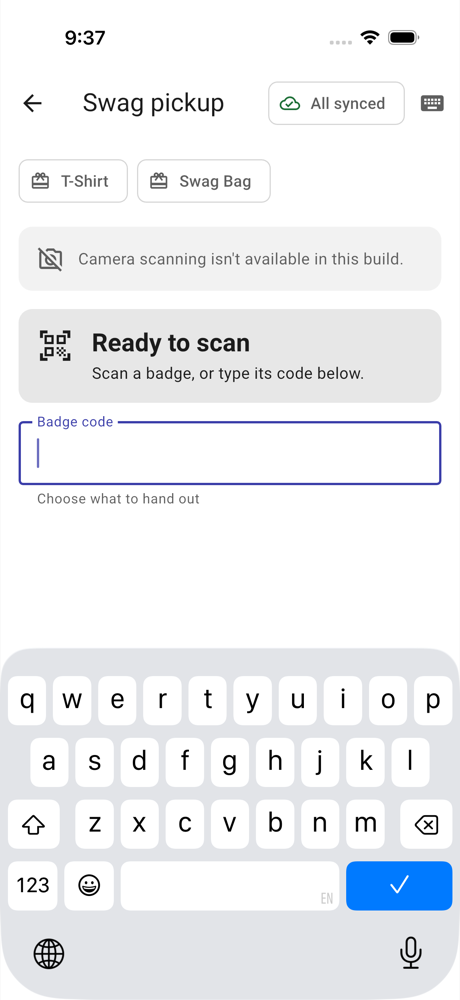 9:37
Swag pickup
All synced
T-Shirt
Swag Bag
Camera scanning isn't available in this build.
Ready to scan
Scan a badge, or type its code below.
Badge code
Choose what to hand out
q w e r t y u i o p
a s d f g h j k l
z x c v b n m
123
EN